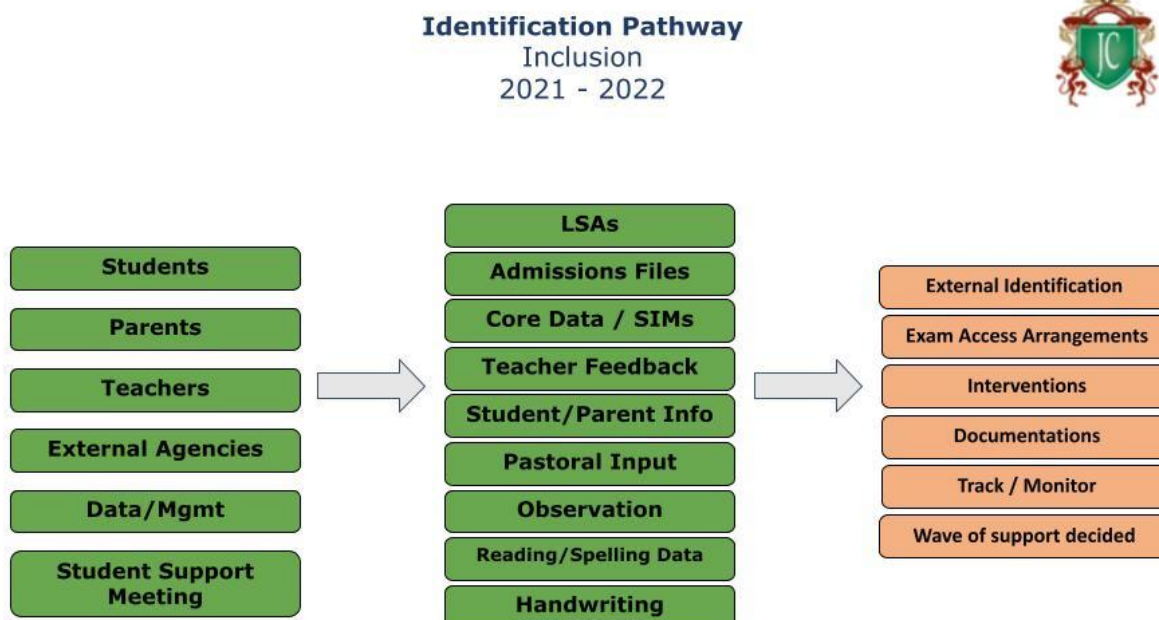 Identification Pathway
Inclusion
2021 - 2022
JC
Students
Parents
Teachers
External Agencies
Data/Mgmt
Student Support
Meeting
LSAs
Admissions Files
Core Data / SIMs
Teacher Feedback
Student/Parent Info
Pastoral Input
Observation
Reading/Spelling Data
Handwriting
External Identification
Exam Access Arrangements
Interventions
Documentations
Track / Monitor
Wave of support decided